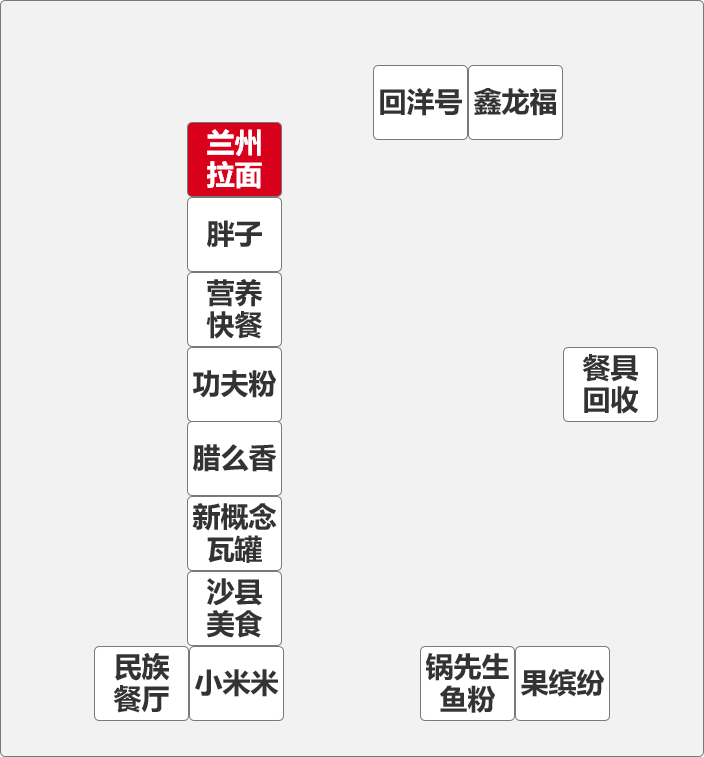 回洋号
鑫龙福
兰州
拉面
胖子
营养
快餐
功夫粉
餐具
回收
腊么香
新概念
瓦罐
沙县
美食
民族
餐厅
小米米
锅先生
鱼粉
果缤纷